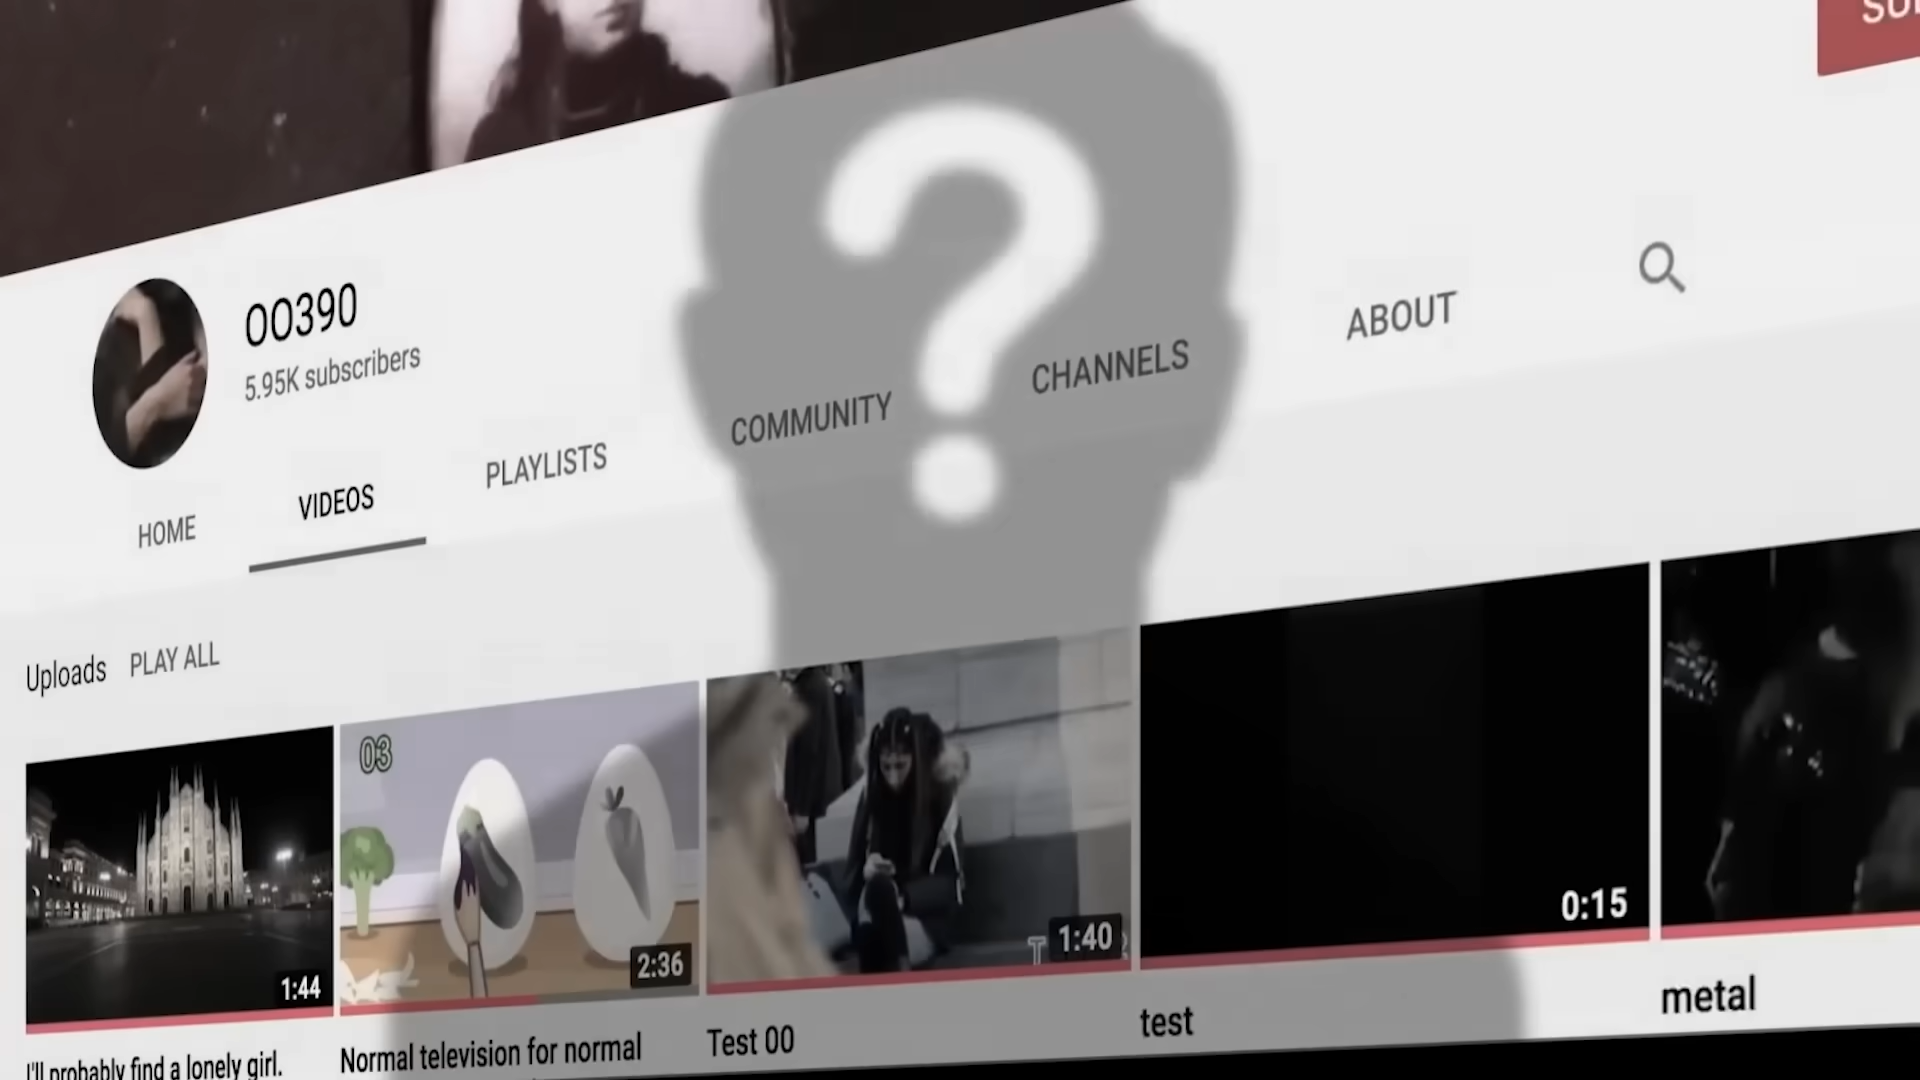 OO390
5.95K subscribers
HOME
VIDEOS
PLAYLISTS
COMMUNITY
CHANNELS
ABOUT
?
Uploads
PLAY ALL
03
1:44
2:36
1:40
0:15
I'll probably find a lonely girl.
Normal television for normal
Test 00
test
metal